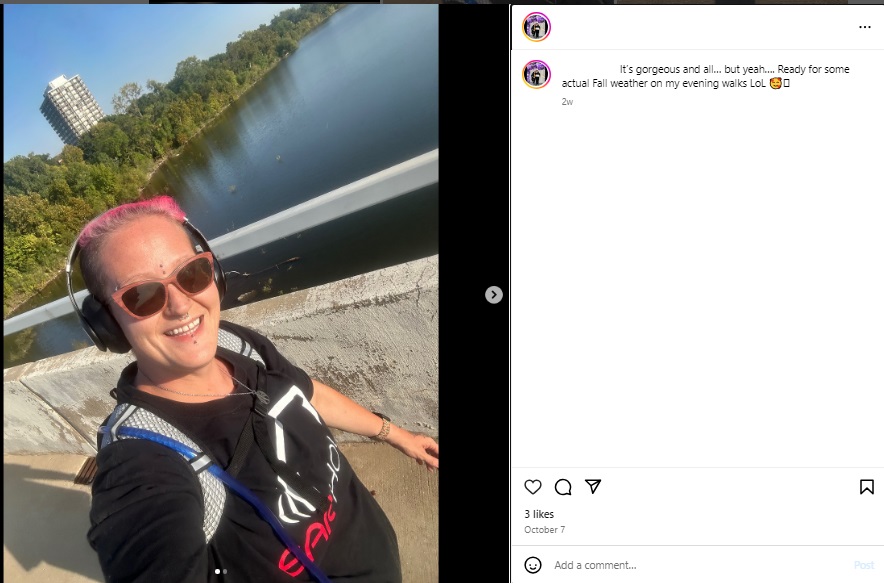 It's gorgeous and all... but yeah.... Ready for some
actual Fall weather on my evening walks LoL 🥰
2w
3 likes
October 7
Add a comment...
Post